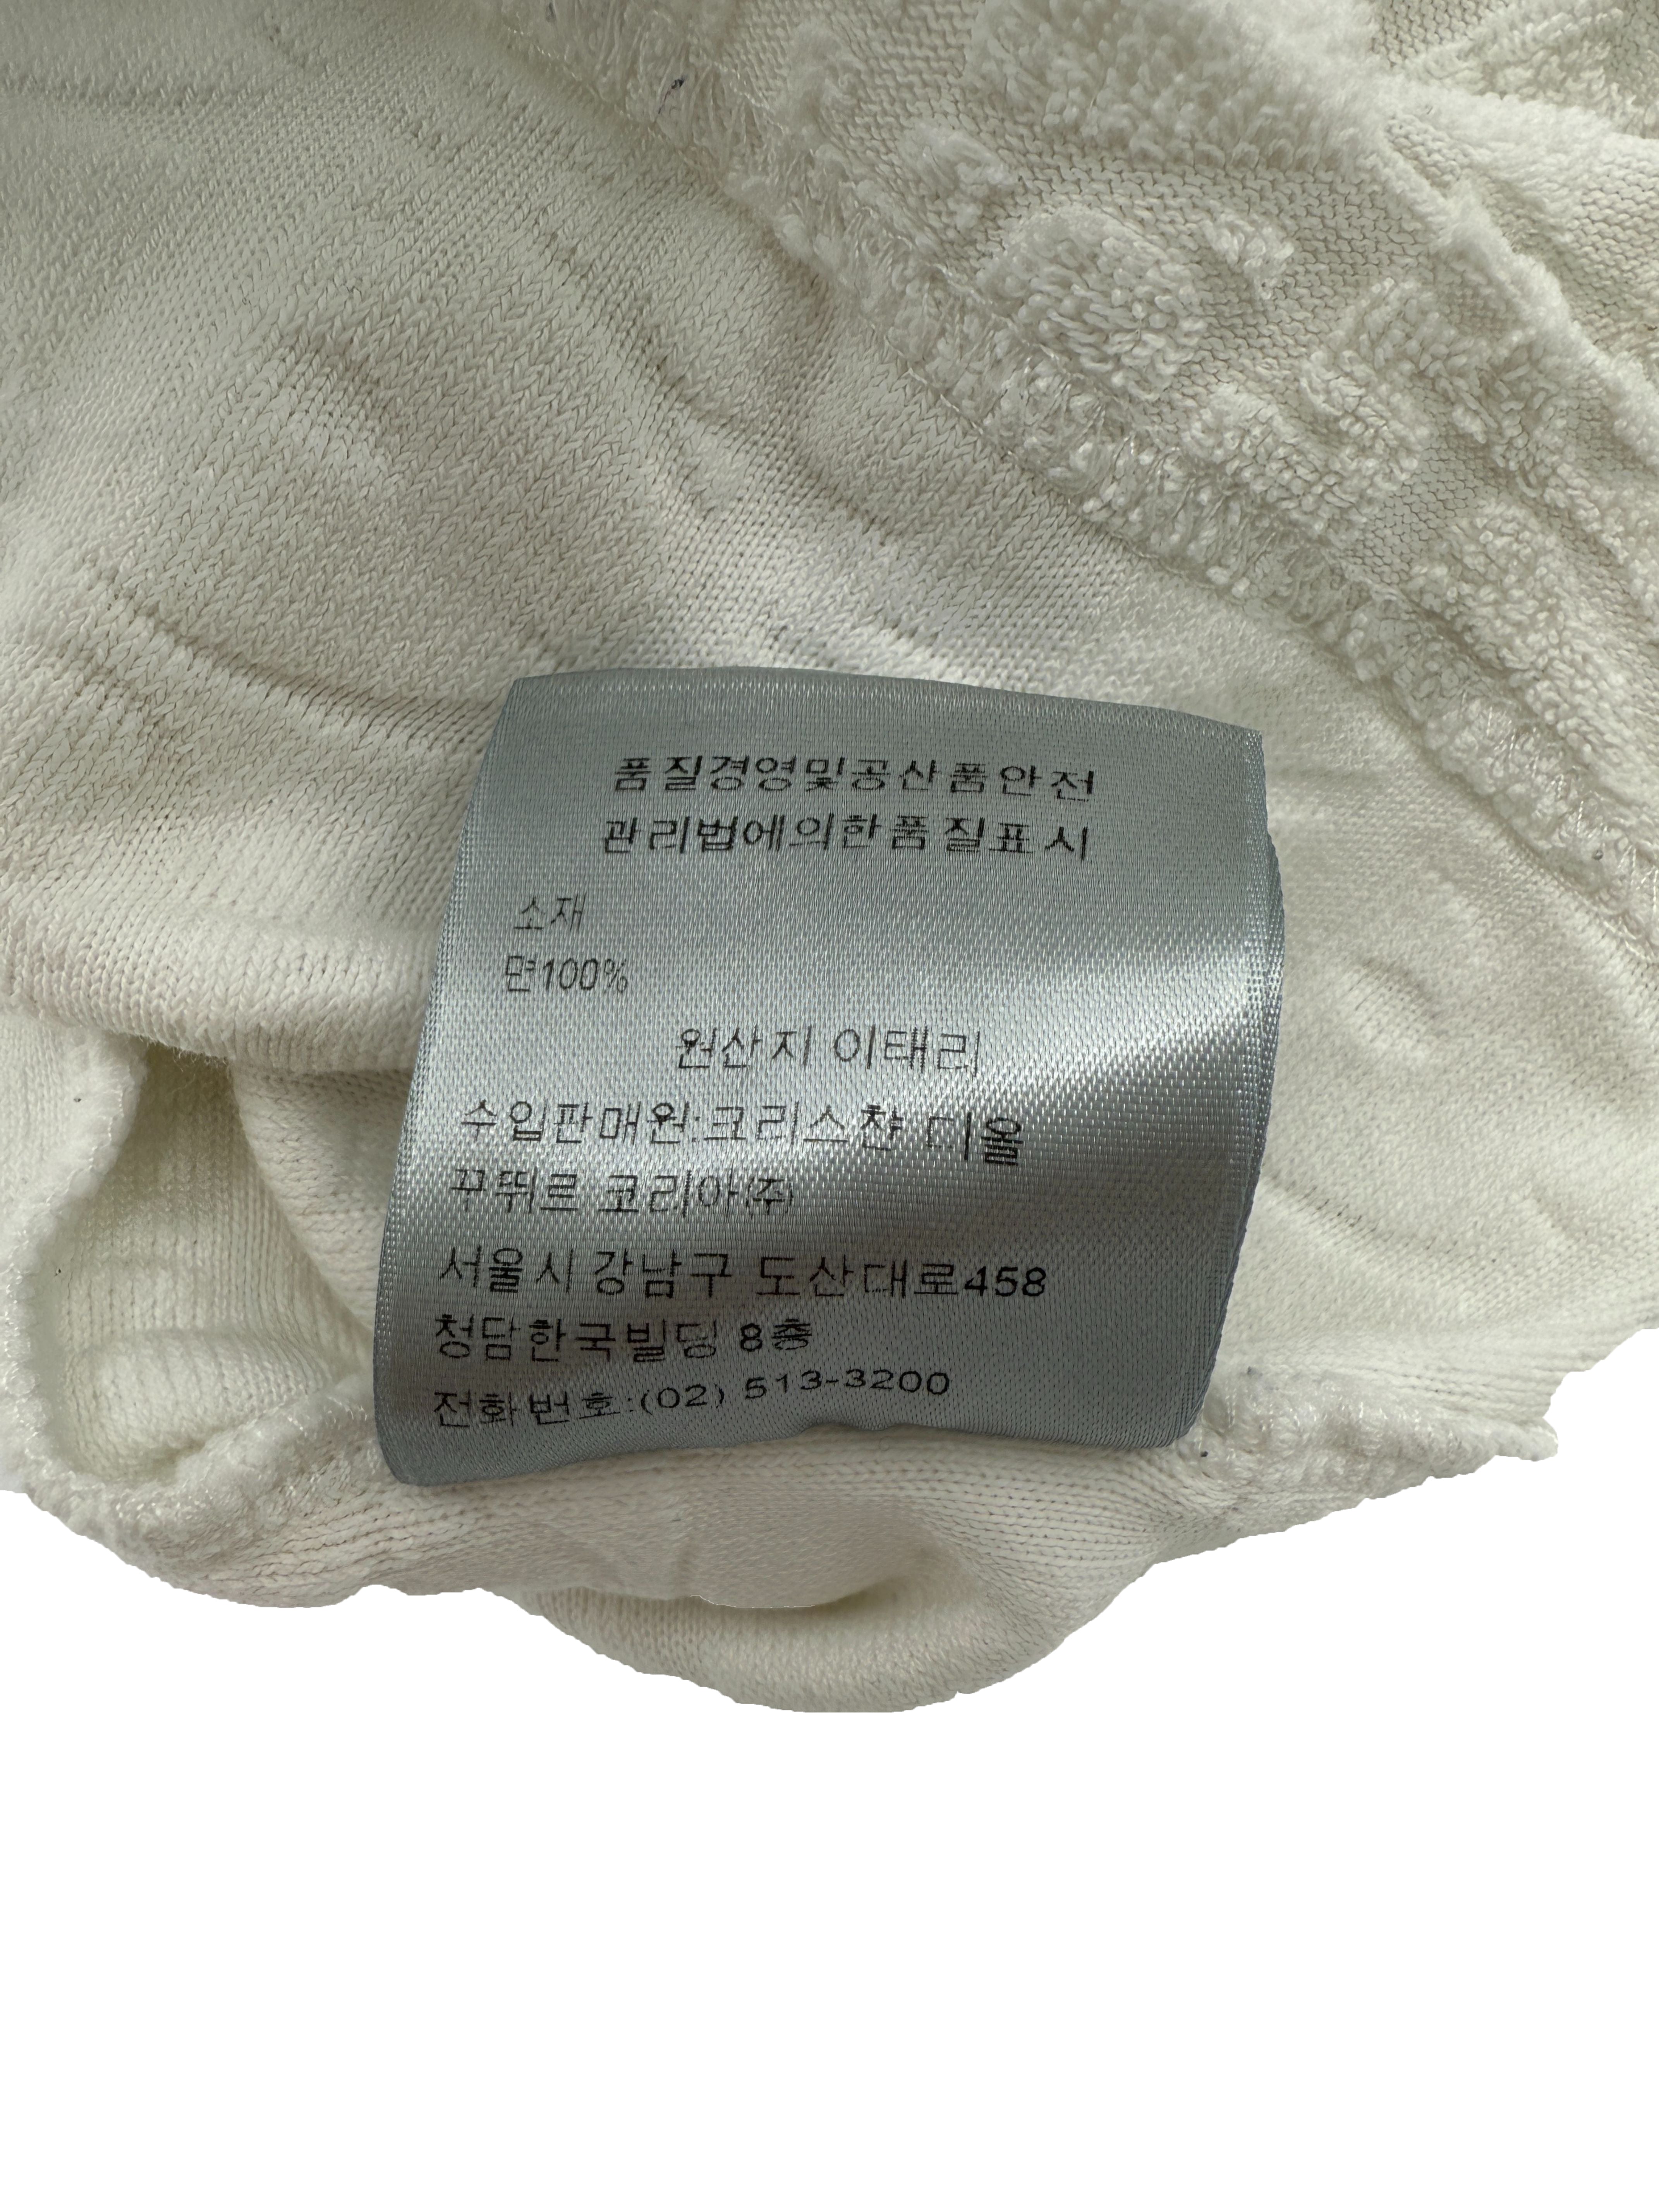 품질경영및공산품안전
관리법에의한품질표시
소재
면100%
원산지 이태리
수입판매원:크리스챤 디올
꾸뛰르 코리아(주)
서울시 강남구 도산대로458
청담한국빌딩 8층
전화번호:(02) 513-3200